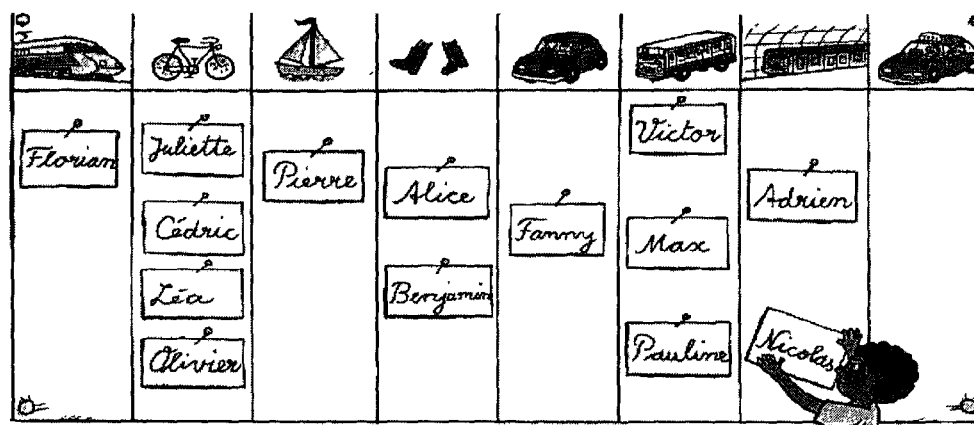 Florian
Juliette
Cédric
Léa
Olivier
Pierre
Alice
Benjamin
Fanny
Victor
Max
Pauline
Adrien
Nicolas